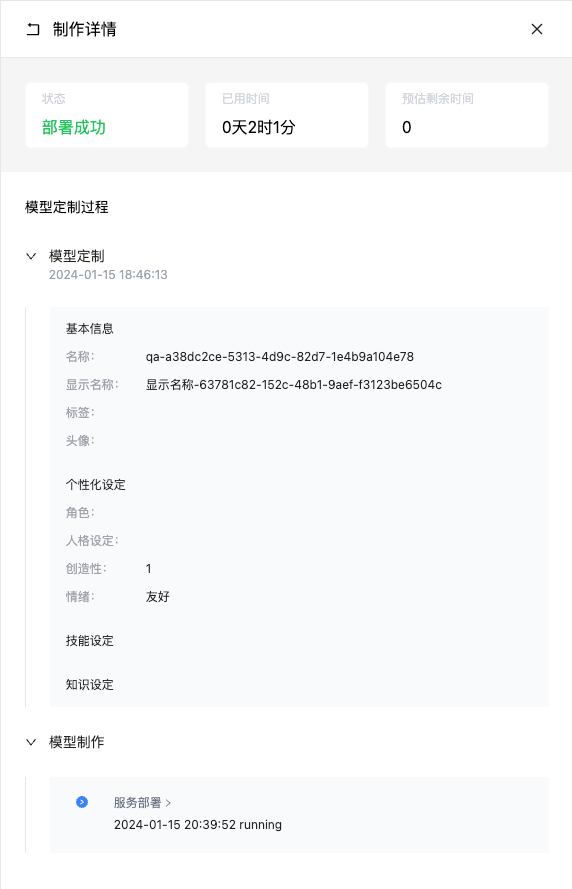 制作详情
状态
部署成功
已用时间
0天2时1分
预估剩余时间
0
模型定制过程
模型定制
2024-01-15 18:46:13
基本信息
名称： qa-a38dc2ce-5313-4d9c-82d7-1e4b9a104e78
显示名称： 显示名称-63781c82-152c-48b1-9aef-f3123be6504c
标签：
头像：
个性化设定
角色：
人格设定：
创造性： 1
情绪： 友好
技能设定
知识设定
模型制作
服务部署 >
2024-01-15 20:39:52 running